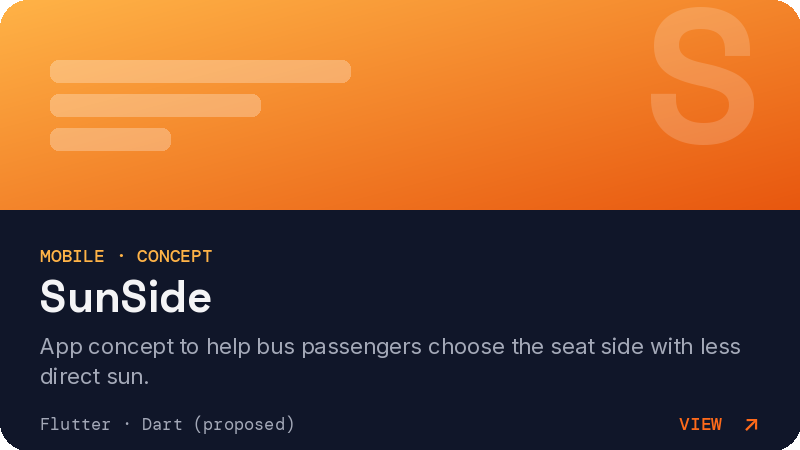 S
MOBILE · CONCEPT
SunSide
App concept to help bus passengers choose the seat side with less
direct sun.
Flutter · Dart (proposed)
VIEW ↗